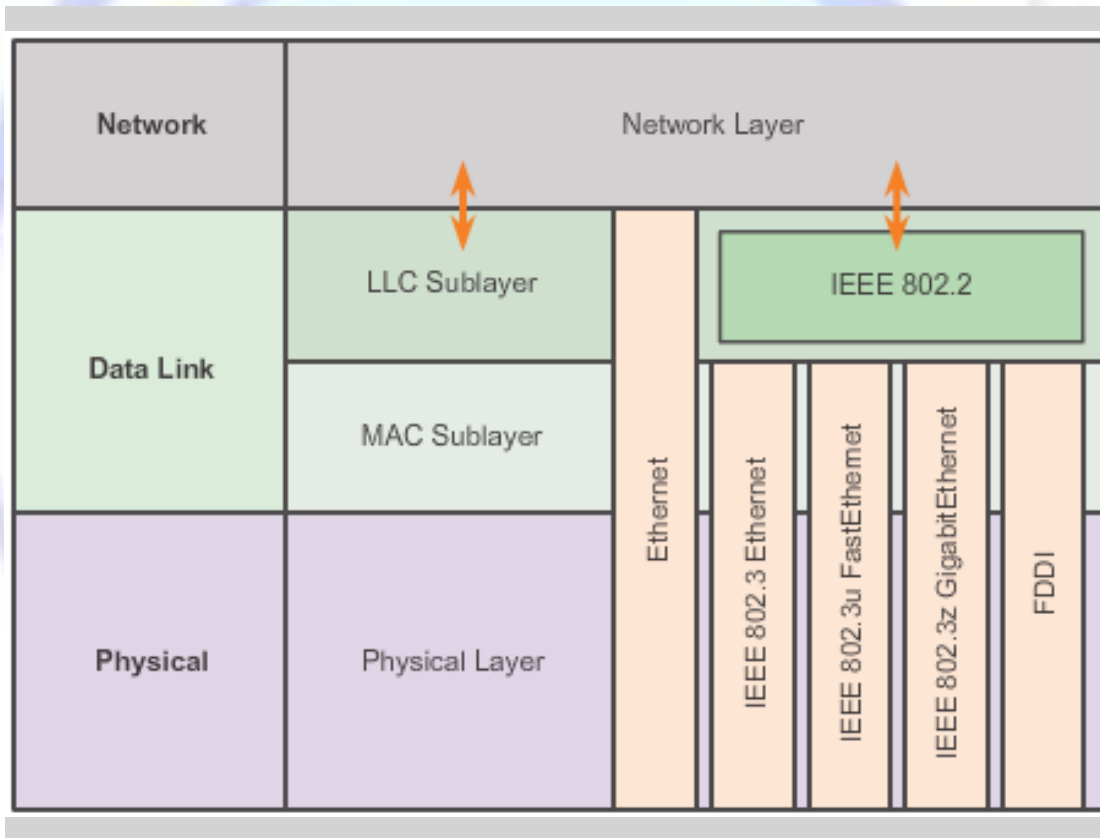 Network
Network Layer
Data Link
LLC Sublayer
IEEE 802.2
MAC Sublayer
Physical
Physical Layer
Ethernet
IEEE 802.3 Ethernet
IEEE 802.3u FastEthernet
IEEE 802.3z GigabitEthernet
FDDI